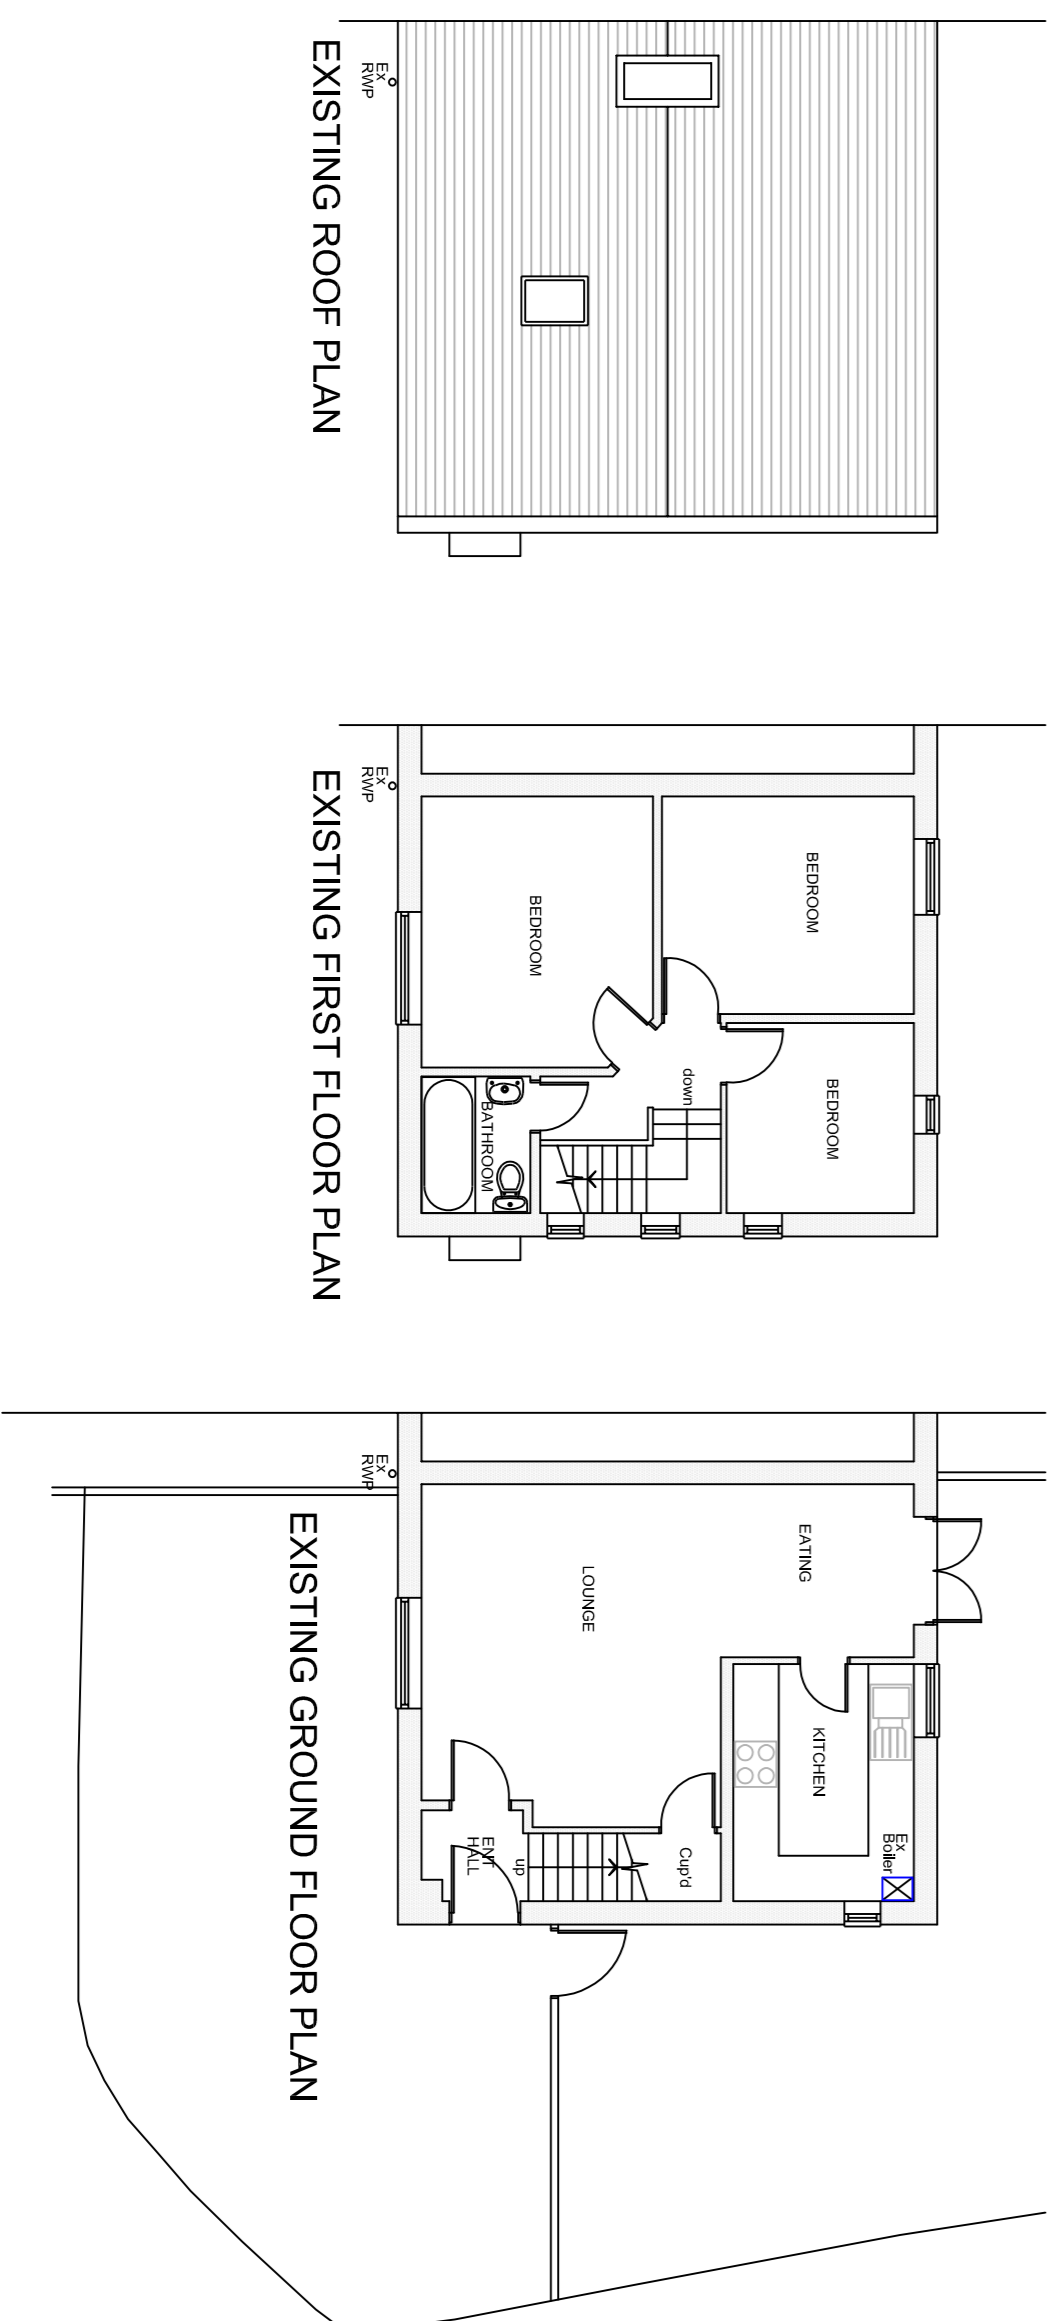 EXISTING ROOF PLAN
Ex
RWP
EXISTING FIRST FLOOR PLAN
Ex
RWP
BEDROOM
BEDROOM
BEDROOM
down
BATHROOM
EXISTING GROUND FLOOR PLAN
Ex
RWP
EATING
LOUNGE
KITCHEN
Ex
Boiler
Cup'd
up
ENT
HALL